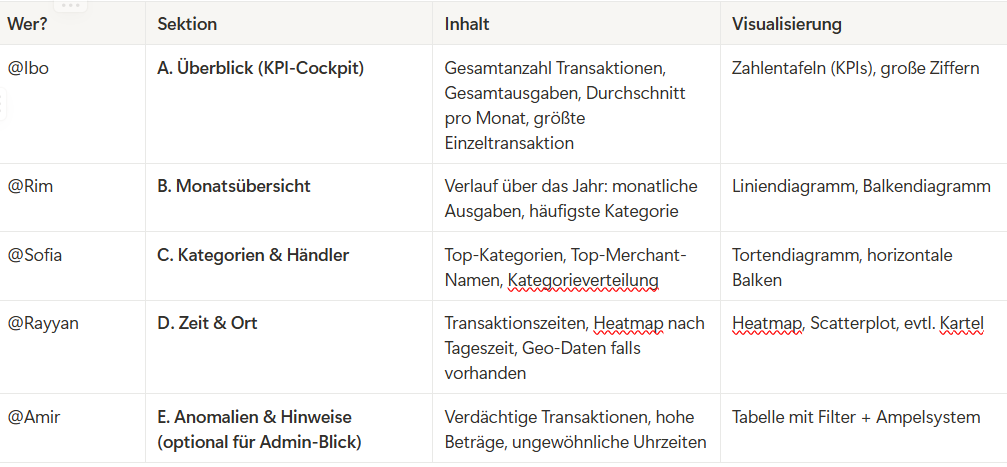 Wer? Sektion Inhalt Visualisierung
@Ibo A. Überblick (KPI-Cockpit) Gesamtanzahl Transaktionen, Zahlentafeln (KPIs), große Ziffern
Gesamtausgaben, Durchschnitt
pro Monat, größte
Einzeltransaktion
@Rim B. Monatsübersicht Verlauf über das Jahr: monatliche Liniendiagramm, Balkendiagramm
Ausgaben, häufigste Kategorie
@Sofia C. Kategorien & Händler Top-Kategorien, Top-Merchant- Tortendiagramm, horizontale
Namen, Kategorieverteilung Balken
@Rayyan D. Zeit & Ort Transaktionszeiten, Heatmap nach Heatmap, Scatterplot, evtl. Kartel
Tageszeit, Geo-Daten falls
vorhanden
@Amir E. Anomalien & Hinweise Verdächtige Transaktionen, hohe Tabelle mit Filter + Ampelsystem
(optional für Admin-Blick) Beträge, ungewöhnliche Uhrzeiten